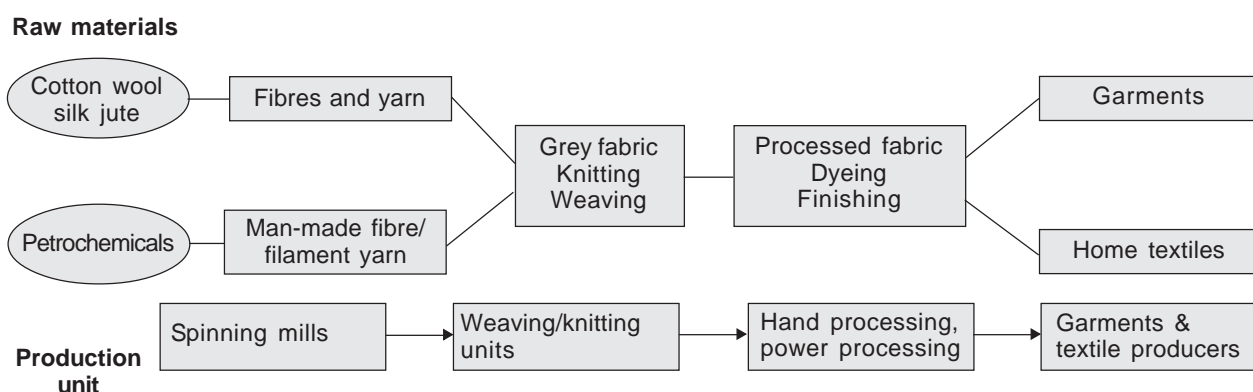 Raw materials
Cotton wool
silk jute
Fibres and yarn
Petrochemicals
Man-made fibre/
filament yarn
Grey fabric
Knitting
Weaving
Processed fabric
Dyeing
Finishing
Garments
Home textiles
Production
unit
Spinning mills
Weaving/knitting
units
Hand processing,
power processing
Garments &
textile producers